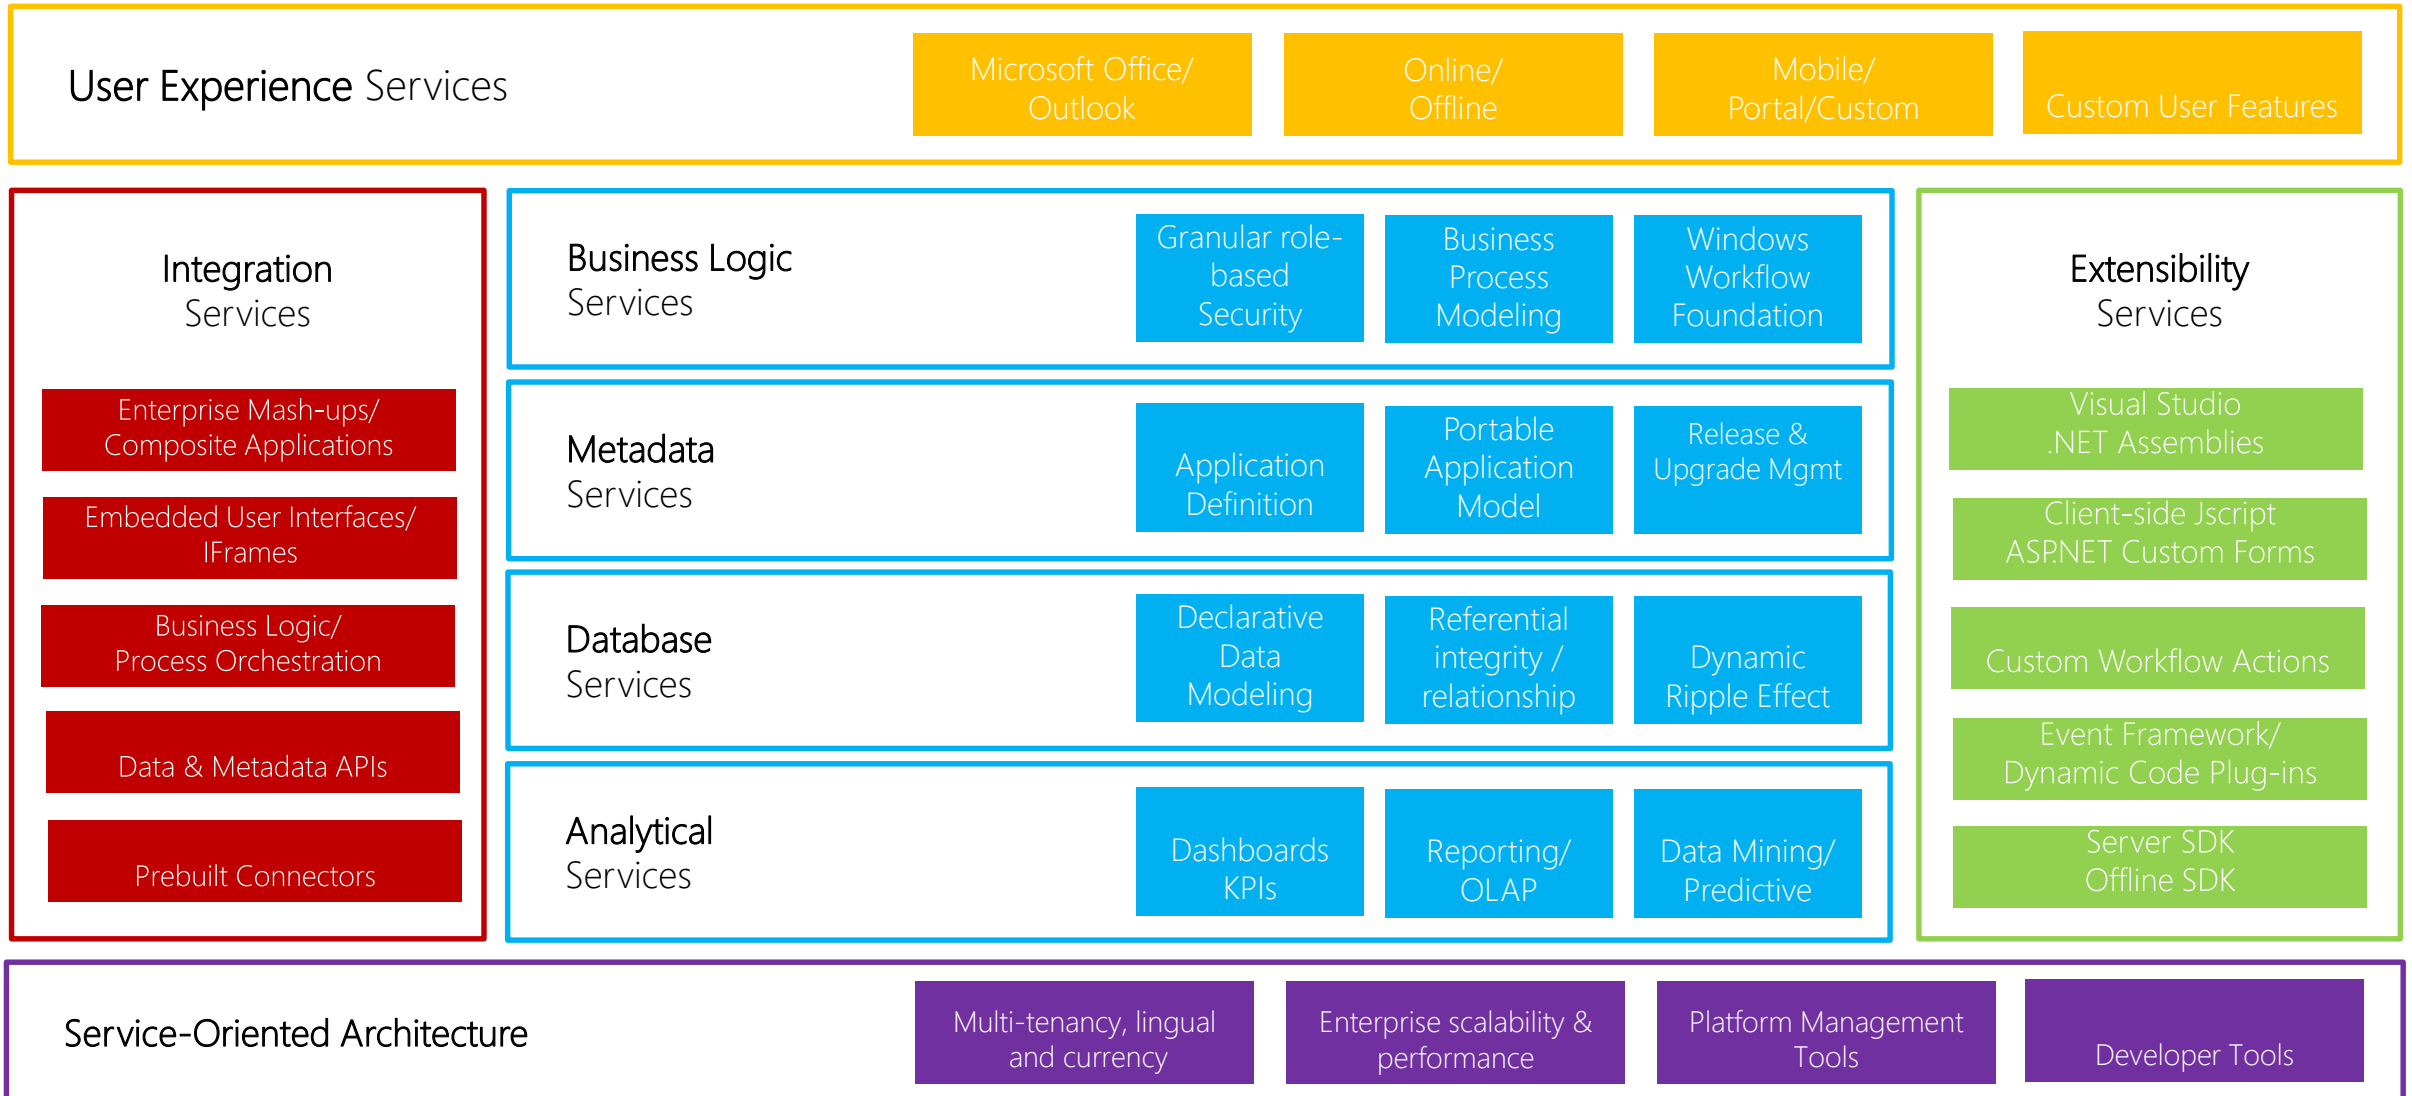 User Experience Services
Microsoft Office/
Outlook
Online/
Offline
Mobile/
Portal/Custom
Custom User Features
Integration
Services
Enterprise Mash-ups/
Composite Applications
Embedded User Interfaces/
IFrames
Business Logic/
Process Orchestration
Data & Metadata APIs
Prebuilt Connectors
Business Logic
Services
Granular role-
based
Security
Business
Process
Modeling
Windows
Workflow
Foundation
Metadata
Services
Application
Definition
Portable
Application
Model
Release &
Upgrade Mgmt
Database
Services
Declarative
Data
Modeling
Referential
integrity /
relationship
Dynamic
Ripple Effect
Analytical
Services
Dashboards
KPIs
Reporting/
OLAP
Data Mining/
Predictive
Extensibility
Services
Visual Studio
.NET Assemblies
Client-side Jscript
ASP.NET Custom Forms
Custom Workflow Actions
Event Framework/
Dynamic Code Plug-ins
Server SDK
Offline SDK
Service-Oriented Architecture
Multi-tenancy, lingual
and currency
Enterprise scalability &
performance
Platform Management
Tools
Developer Tools